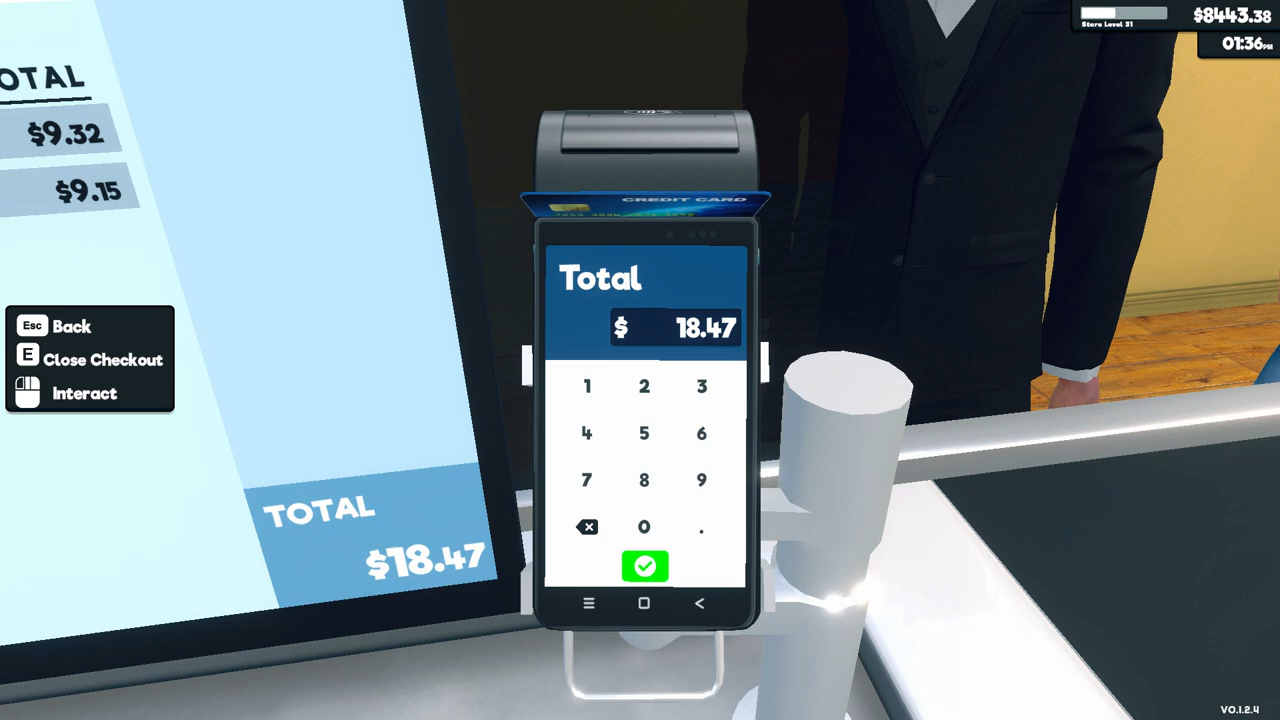 OTAL
$9.32
$9.15
TOTAL
$18.47
Esc Back
E Close Checkout
Interact
CREDIT CARD
Total
$ 18.47
1 2 3
4 5 6
7 8 9
0 .
Store Level 31
$8443.38
01:36PM
V0.1.2.4